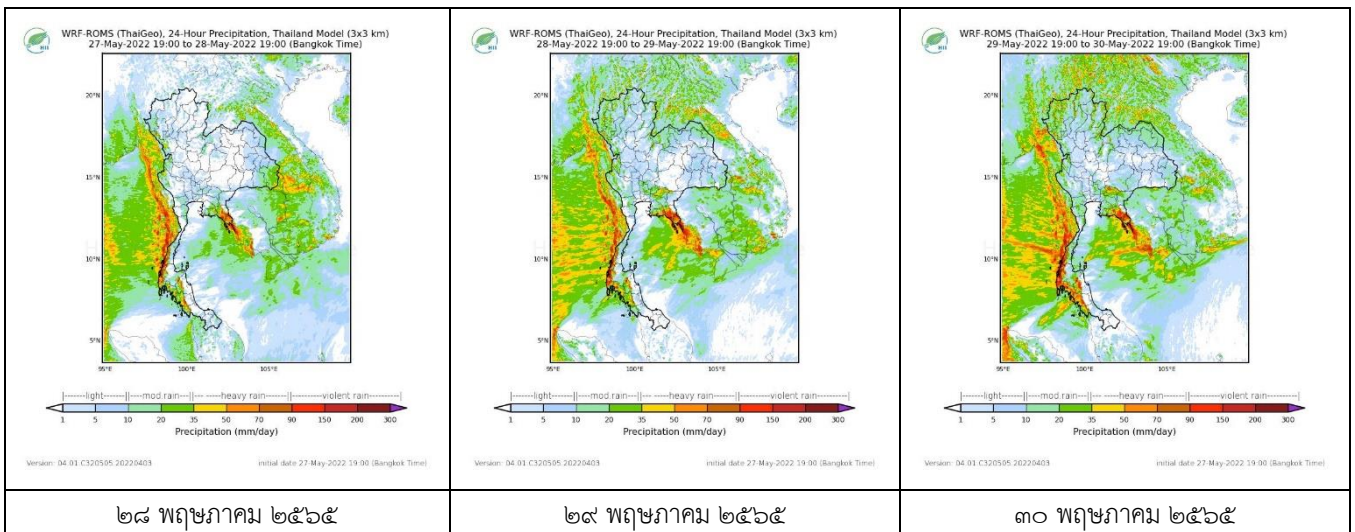 WRF-ROMS (ThaiGeo), 24-Hour Precipitation, Thailand Model (3x3 km)
27-May-2022 19:00 to 28-May-2022 19:00 (Bangkok Time)
HII
20°N
15°N
10°N
5°N
95°E 100°E 105°E
|------light------||---mod.rain---||--- ---heavy rain------||------violent rain------|
1 5 10 20 35 50 70 90 150 200 300
Precipitation (mm/day)
Version: 04.01.C320505.20220403 initial date 27-May-2022 19:00 (Bangkok Time)
๒๘ พฤษภาคม ๒๕๖๕
WRF-ROMS (ThaiGeo), 24-Hour Precipitation, Thailand Model (3x3 km)
28-May-2022 19:00 to 29-May-2022 19:00 (Bangkok Time)
HII
20°N
15°N
10°N
5°N
95°E 100°E 105°E
|------light------||---mod.rain---||--- ---heavy rain------||------violent rain------|
1 5 10 20 35 50 70 90 150 200 300
Precipitation (mm/day)
Version: 04.01.C320505.20220403 initial date 27-May-2022 19:00 (Bangkok Time)
๒๙ พฤษภาคม ๒๕๖๕
WRF-ROMS (ThaiGeo), 24-Hour Precipitation, Thailand Model (3x3 km)
29-May-2022 19:00 to 30-May-2022 19:00 (Bangkok Time)
HII
20°N
15°N
10°N
5°N
95°E 100°E 105°E
|------light------||---mod.rain---||--- ---heavy rain------||------violent rain------|
1 5 10 20 35 50 70 90 150 200 300
Precipitation (mm/day)
Version: 04.01.C320505.20220403 initial date 27-May-2022 19:00 (Bangkok Time)
๓๐ พฤษภาคม ๒๕๖๕